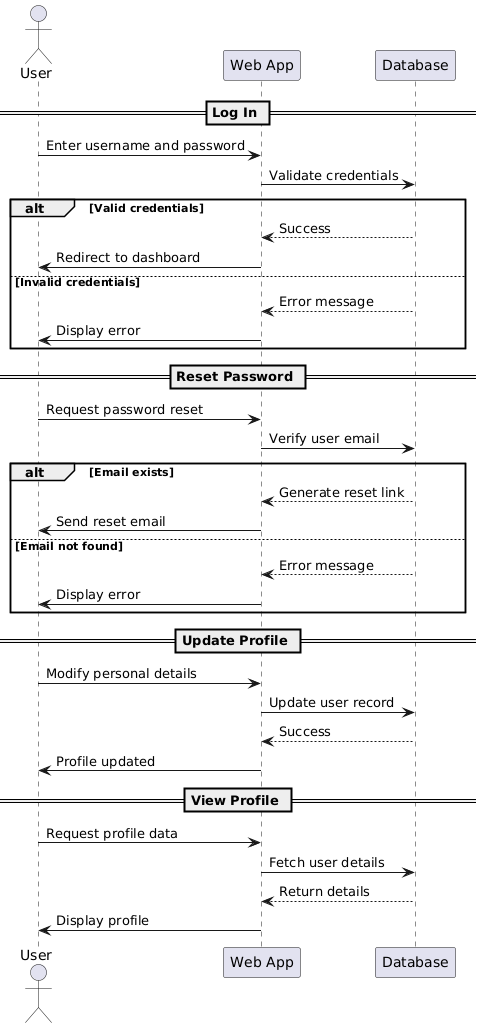 User
Web App
Database
Log In
Enter username and password
Validate credentials
alt
[Valid credentials]
Success
Redirect to dashboard
[Invalid credentials]
Error message
Display error
Reset Password
Request password reset
Verify user email
alt
[Email exists]
Generate reset link
Send reset email
[Email not found]
Error message
Display error
Update Profile
Modify personal details
Update user record
Success
Profile updated
View Profile
Request profile data
Fetch user details
Return details
Display profile
User
Web App
Database